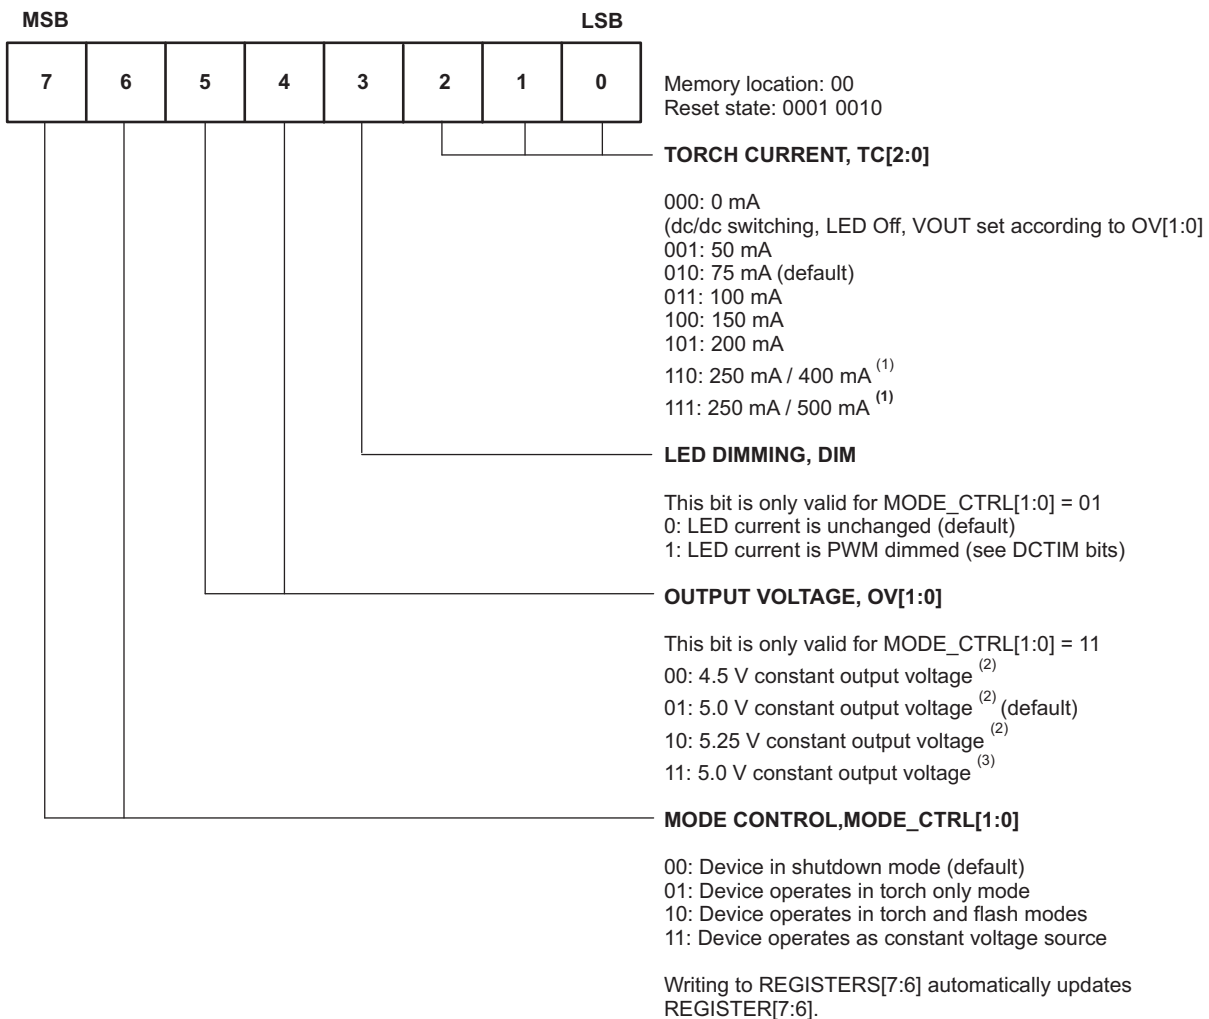 MSB LSB
7 6 5 4 3 2 1 0
Memory location: 00
Reset state: 0001 0010
TORCH CURRENT, TC[2:0]
000: 0 mA
(dc/dc switching, LED Off, VOUT set according to OV[1:0]
001: 50 mA
010: 75 mA (default)
011: 100 mA
100: 150 mA
101: 200 mA
110: 250 mA / 400 mA (1)
111: 250 mA / 500 mA (1)
LED DIMMING, DIM
This bit is only valid for MODE_CTRL[1:0] = 01
0: LED current is unchanged (default)
1: LED current is PWM dimmed (see DCTIM bits)
OUTPUT VOLTAGE, OV[1:0]
This bit is only valid for MODE_CTRL[1:0] = 11
00: 4.5 V constant output voltage (2)
01: 5.0 V constant output voltage (2) (default)
10: 5.25 V constant output voltage (2)
11: 5.0 V constant output voltage (3)
MODE CONTROL,MODE_CTRL[1:0]
00: Device in shutdown mode (default)
01: Device operates in torch only mode
10: Device operates in torch and flash modes
11: Device operates as constant voltage source
Writing to REGISTERS[7:6] automatically updates
REGISTER[7:6].